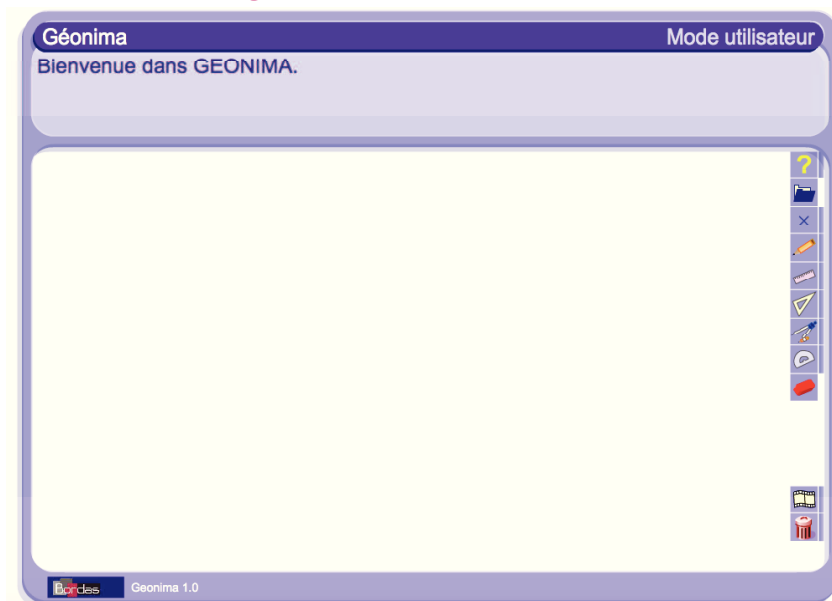 Géonima
Mode utilisateur
Bienvenue dans GEONIMA.
?
Bordas
Geonima 1.0